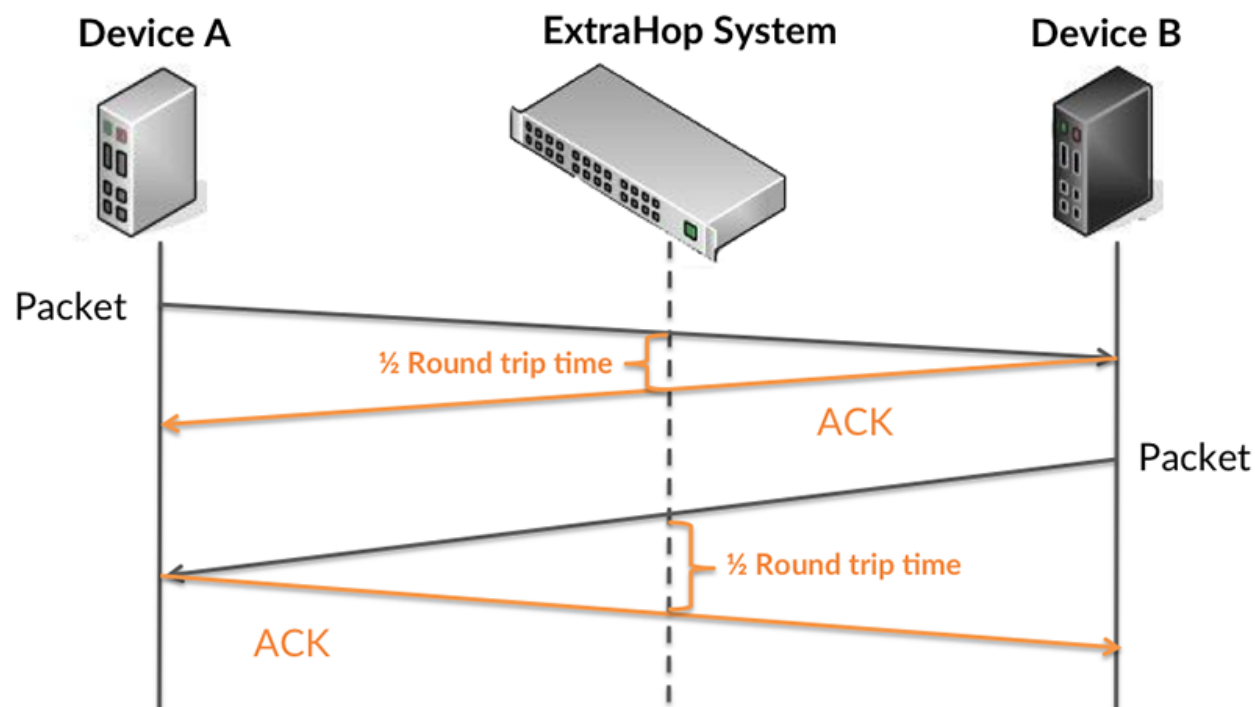 Device A
ExtraHop System
Device B
Packet
½ Round trip time
ACK
Packet
½ Round trip time
ACK